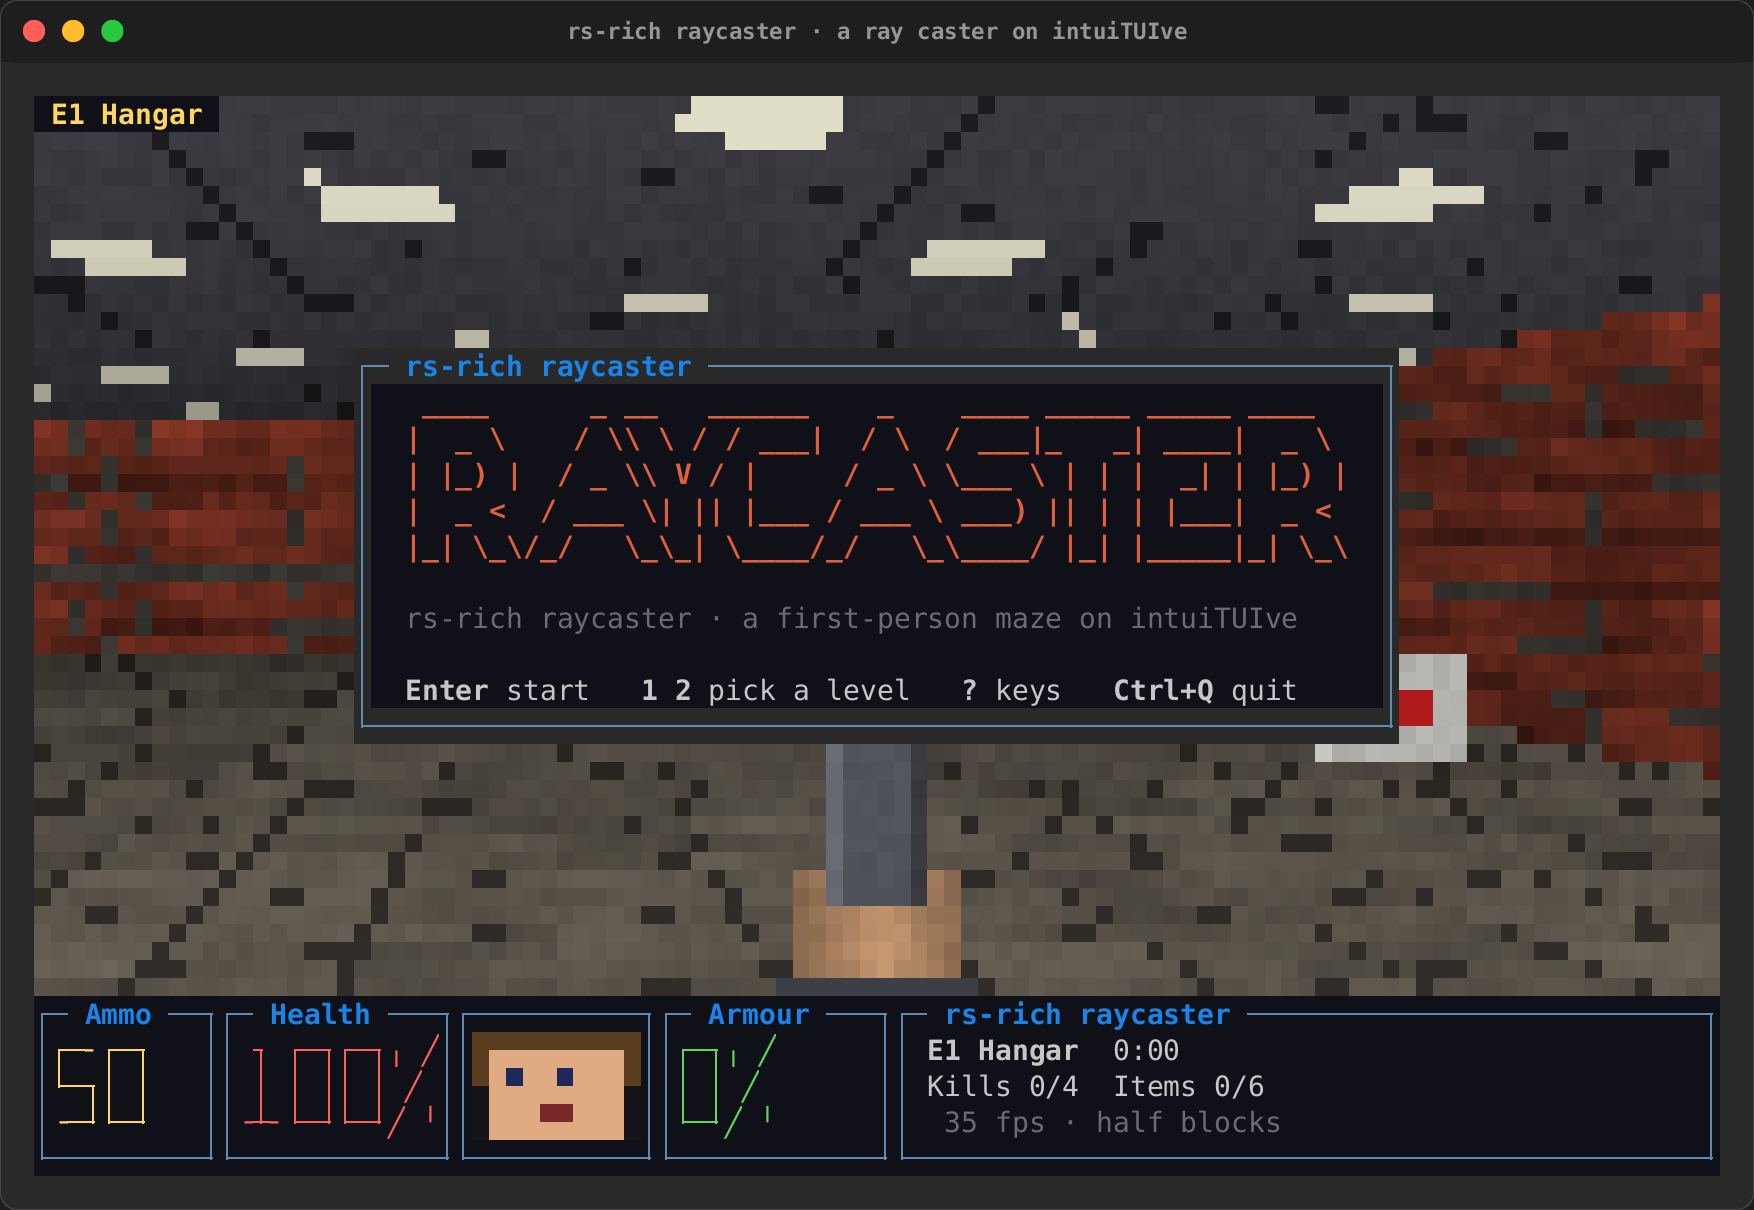 rs-rich raycaster · a ray caster on intuiTUIve
E1 Hangar
rs-rich raycaster
RAYCASTER
rs-rich raycaster · a first-person maze on intuiTUIve
Enter start 1 2 pick a level ? keys Ctrl+Q quit
Ammo Health Armour rs-rich raycaster
50 100% 0% E1 Hangar 0:00
Kills 0/4 Items 0/6
35 fps · half blocks